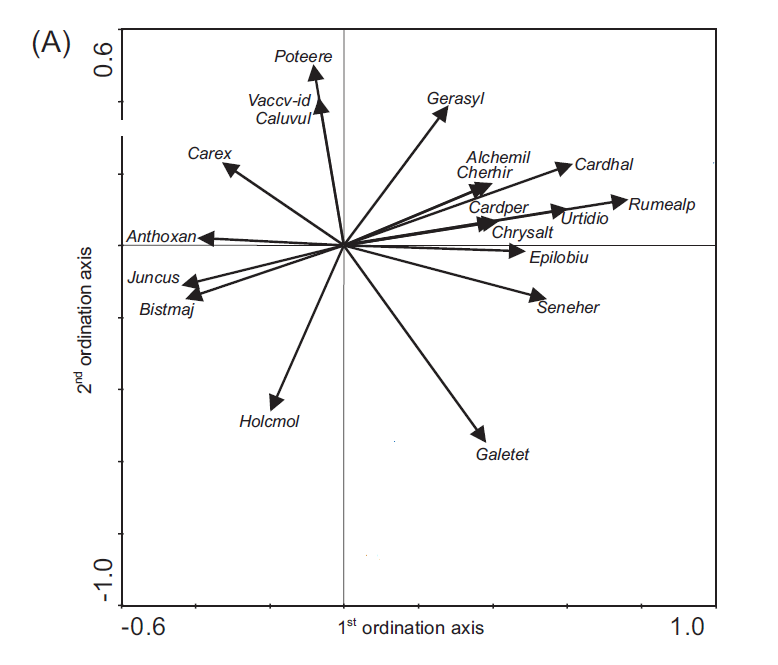 (A)
0.6
Poteere
Vaccv-id
Caluvul
Gerasyl
Carex
Alchemil
Cherhir
Cardhal
Cardper
Rumealp
Urtidio
Chrysalt
Anthoxan
Epilobiu
Juncus
Bistmaj
Seneher
Holcmol
Galetet
2nd ordination axis
-1.0
-0.6
1st ordination axis
1.0